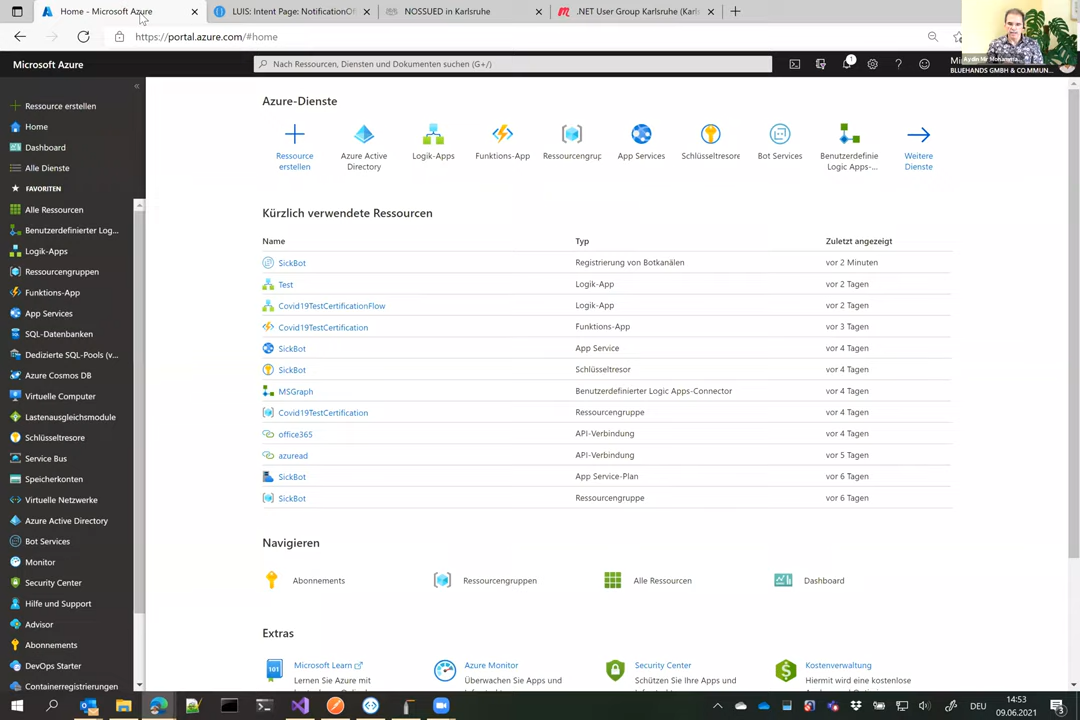 Home - Microsoft Azure
LUIS: Intent Page: NotificationOf
NOSSUED in Karlsruhe
.NET User Group Karlsruhe (Karl
https://portal.azure.com/#home
Microsoft Azure
Nach Ressourcen, Diensten und Dokumenten suchen (G+/)
1
BLUEHANDS GMBH & COMMUN...
Ressource erstellen
Home
Dashboard
Alle Dienste
FAVORITEN
Alle Ressourcen
Benutzerdefinierter Log...
Logik-Apps
Ressourcengruppen
Funktions-App
App Services
SQL-Datenbanken
Dedizierte SQL-Pools (v...
Azure Cosmos DB
Virtuelle Computer
Lastenausgleichsmodule
Schlüsseltresore
Service Bus
Speicherkonten
Virtuelle Netzwerke
Azure Active Directory
Bot Services
Monitor
Security Center
Hilfe und Support
Advisor
Abonnements
DevOps Starter
Containerregistrierungen
Azure-Dienste
Ressource erstellen
Azure Active Directory
Logik-Apps
Funktions-App
Ressourcengrup
App Services
Schlüsseltresore
Bot Services
Benutzerdefinie Logic Apps-...
Weitere Dienste
Kürzlich verwendete Ressourcen
Name Typ Zuletzt angezeigt
SickBot Registrierung von Botkanälen vor 2 Minuten
Test Logik-App vor 2 Tagen
Covid19TestCertificationFlow Logik-App vor 2 Tagen
Covid19TestCertification Funktions-App vor 3 Tagen
SickBot App Service vor 4 Tagen
SickBot Schlüsseltresor vor 4 Tagen
MSGraph Benutzerdefinierter Logic Apps-Connector vor 4 Tagen
Covid19TestCertification Ressourcengruppe vor 4 Tagen
office365 API-Verbindung vor 4 Tagen
azuread API-Verbindung vor 5 Tagen
SickBot App Service-Plan vor 6 Tagen
SickBot Ressourcengruppe vor 6 Tagen
Navigieren
Abonnements
Ressourcengruppen
Alle Ressourcen
Dashboard
Extras
101
Microsoft Learn
Lernen Sie Azure mit
Azure Monitor
Überwachen Sie Apps und
Security Center
Schützen Sie Ihre Apps und
Kostenverwaltung
Hiermit wird eine kostenlose
DEU
14:53
09.06.2021
3